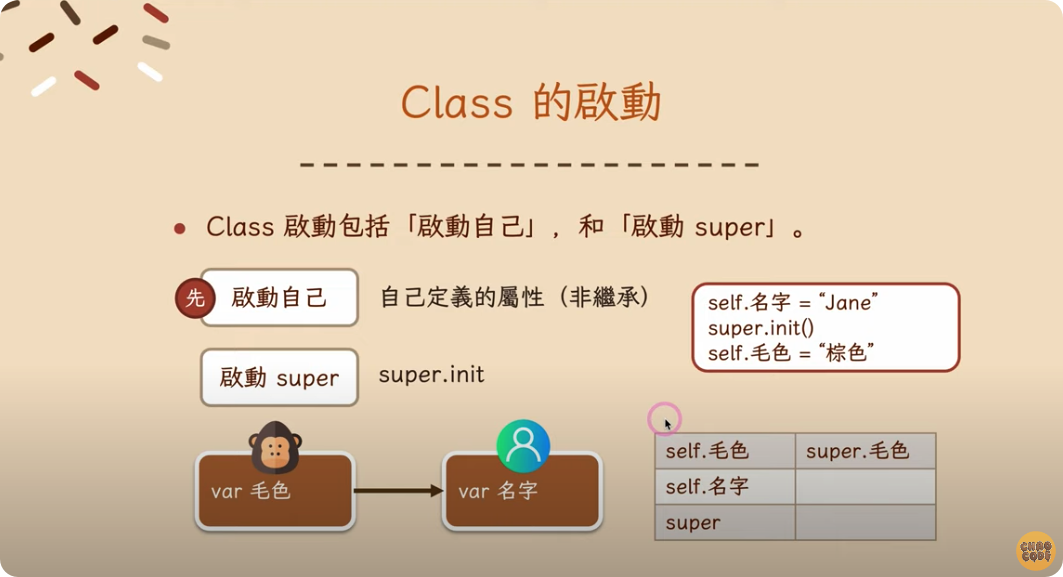 Class 的啟動
Class 啟動包括「啟動自己」，和「啟動 super」。
先
啟動自己
自己定義的屬性（非繼承）
啟動 super
super.init
self.名字 = “Jane”
super.init()
self.毛色 = “棕色”
var 毛色
var 名字
self.毛色 super.毛色
self.名字
super
CHAO
CODE